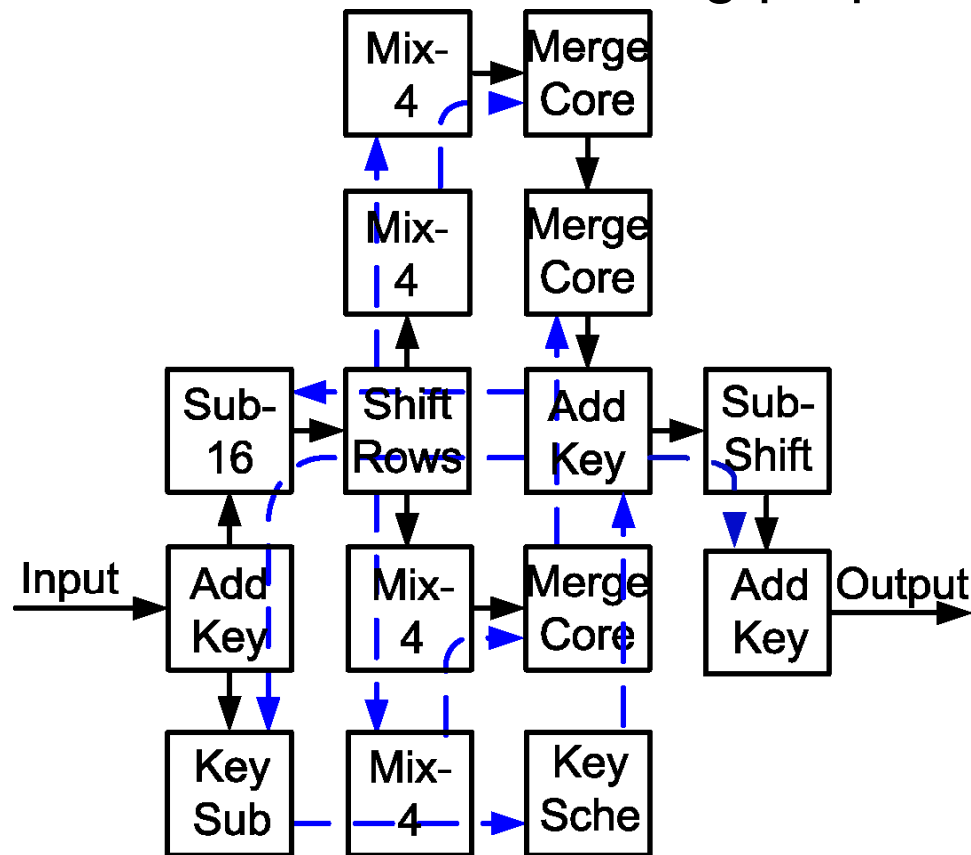 Mix-
4
Merge
Core
Mix-
4
Merge
Core
Sub-
16
Shift
Rows
Add
Key
Sub-
Shift
Input
Add
Key
Mix-
4
Merge
Core
Add
Key
Output
Key
Sub
Mix-
4
Key
Sche